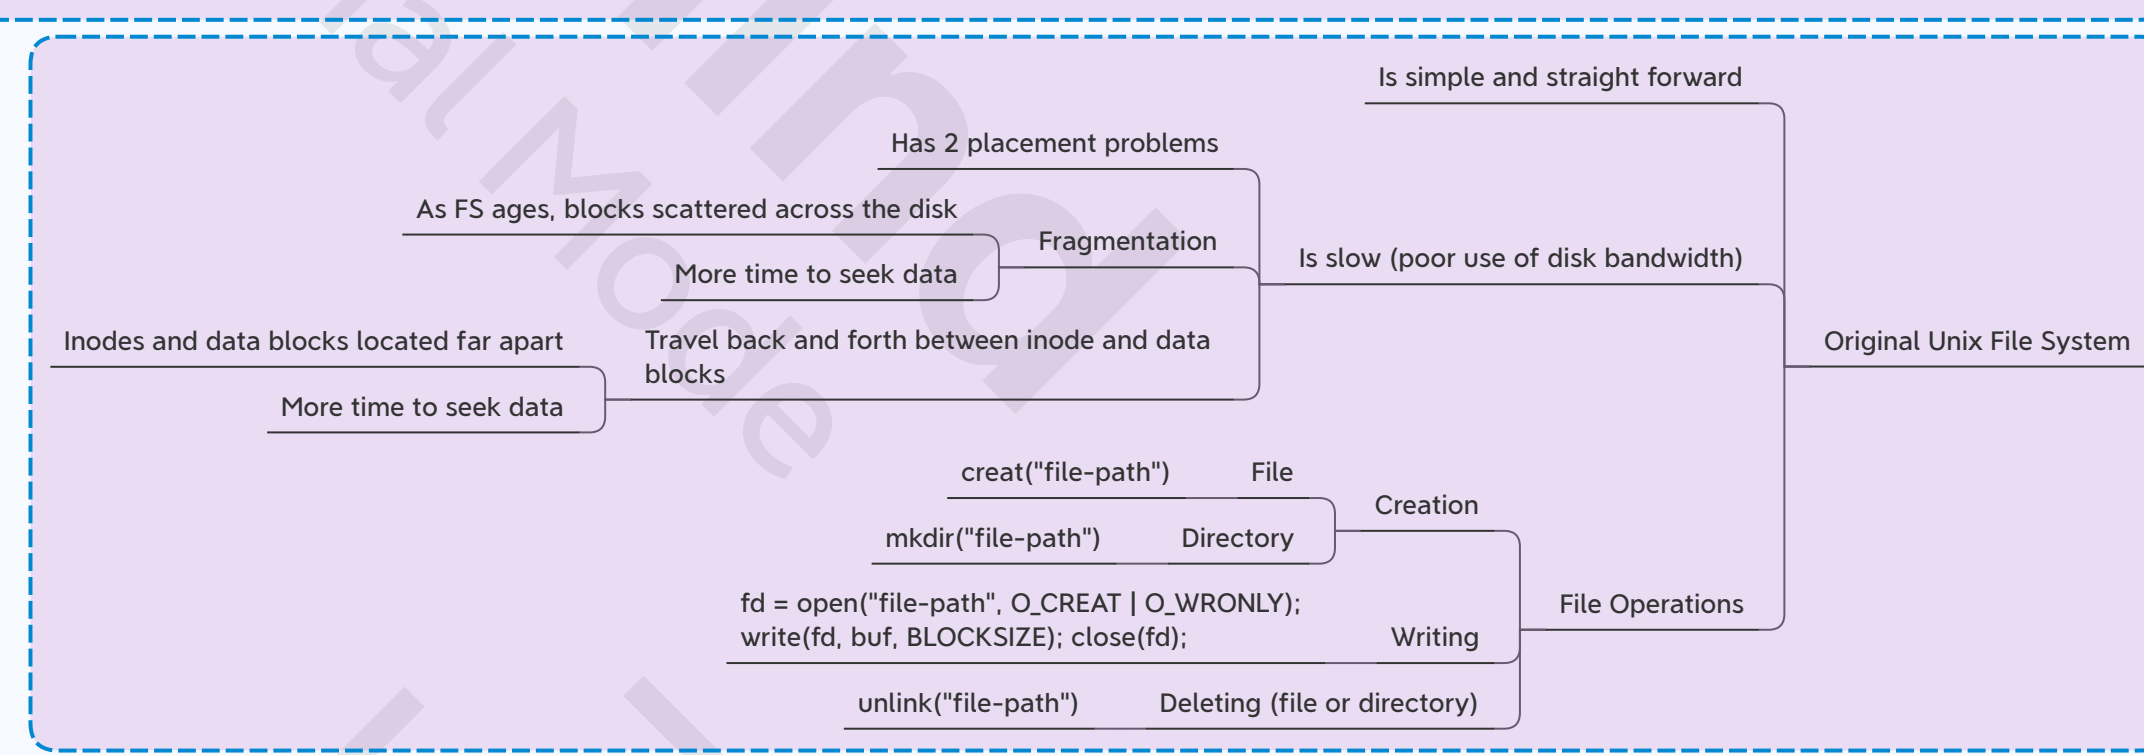 Is simple and straight forward
Has 2 placement problems
As FS ages, blocks scattered across the disk
Fragmentation
More time to seek data
Is slow (poor use of disk bandwidth)
Inodes and data blocks located far apart
Travel back and forth between inode and data
blocks
More time to seek data
Original Unix File System
creat("file-path")
File
Creation
mkdir("file-path")
Directory
fd = open("file-path", O_CREAT | O_WRONLY);
write(fd, buf, BLOCKSIZE); close(fd);
Writing
File Operations
unlink("file-path")
Deleting (file or directory)
Mode